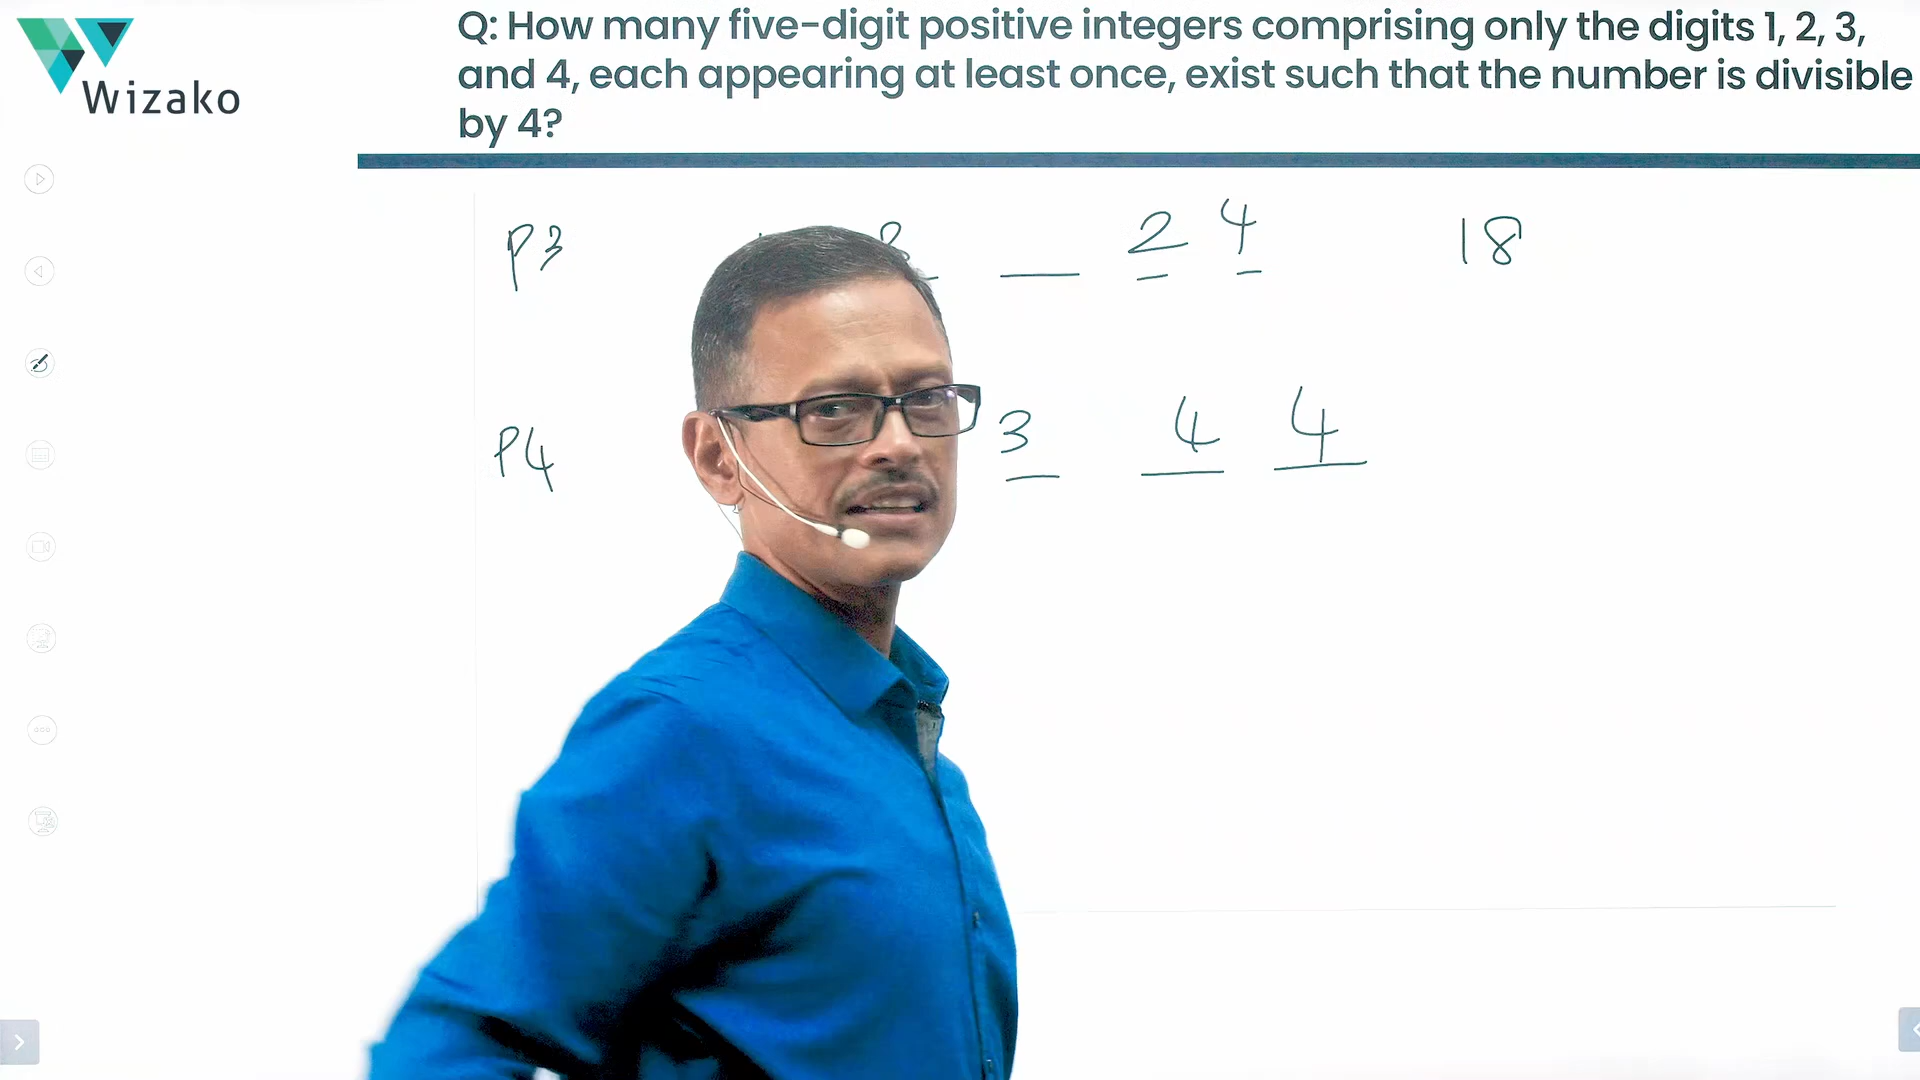 Wizako
Q: How many five-digit positive integers comprising only the digits 1, 2, 3,
and 4, each appearing at least once, exist such that the number is divisible
by 4?
P3 __ 2 4 18
P4 3 4 4